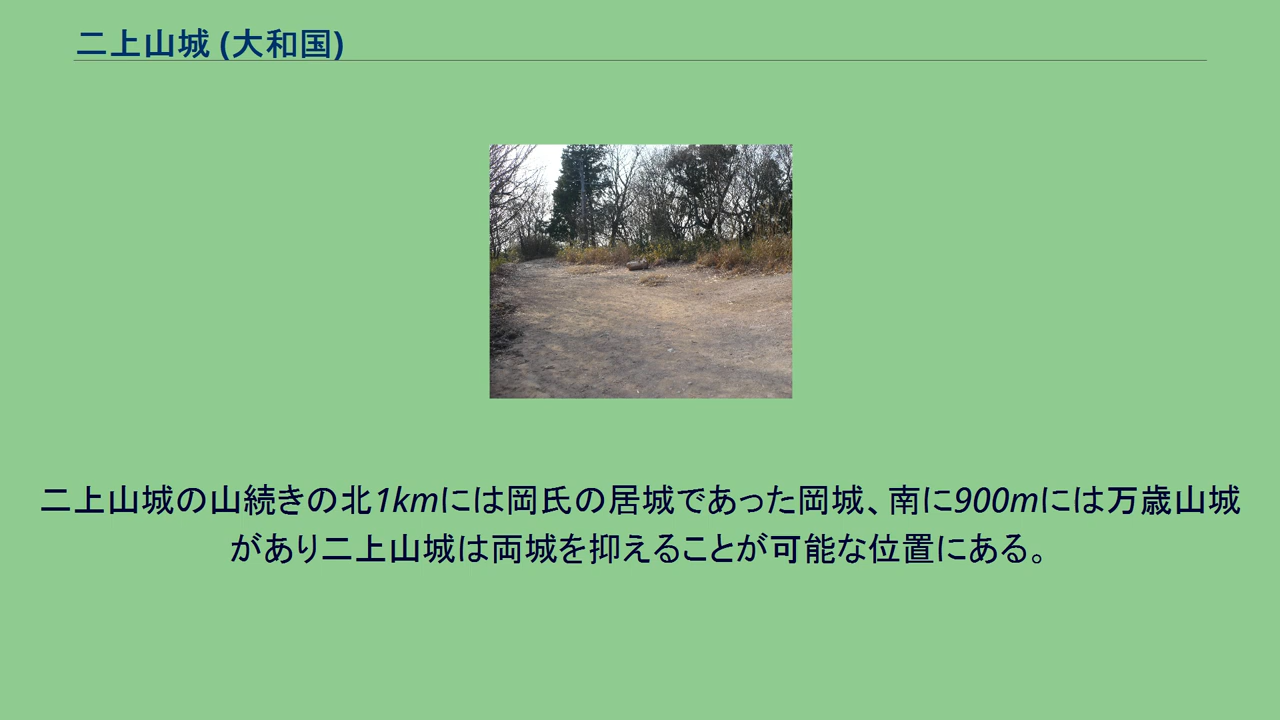 二上山城 (大和国)
二上山城の山続きの北1kmには岡氏の居城であった岡城、南に900mには万歳山城
があり二上山城は両城を抑えることが可能な位置にある。